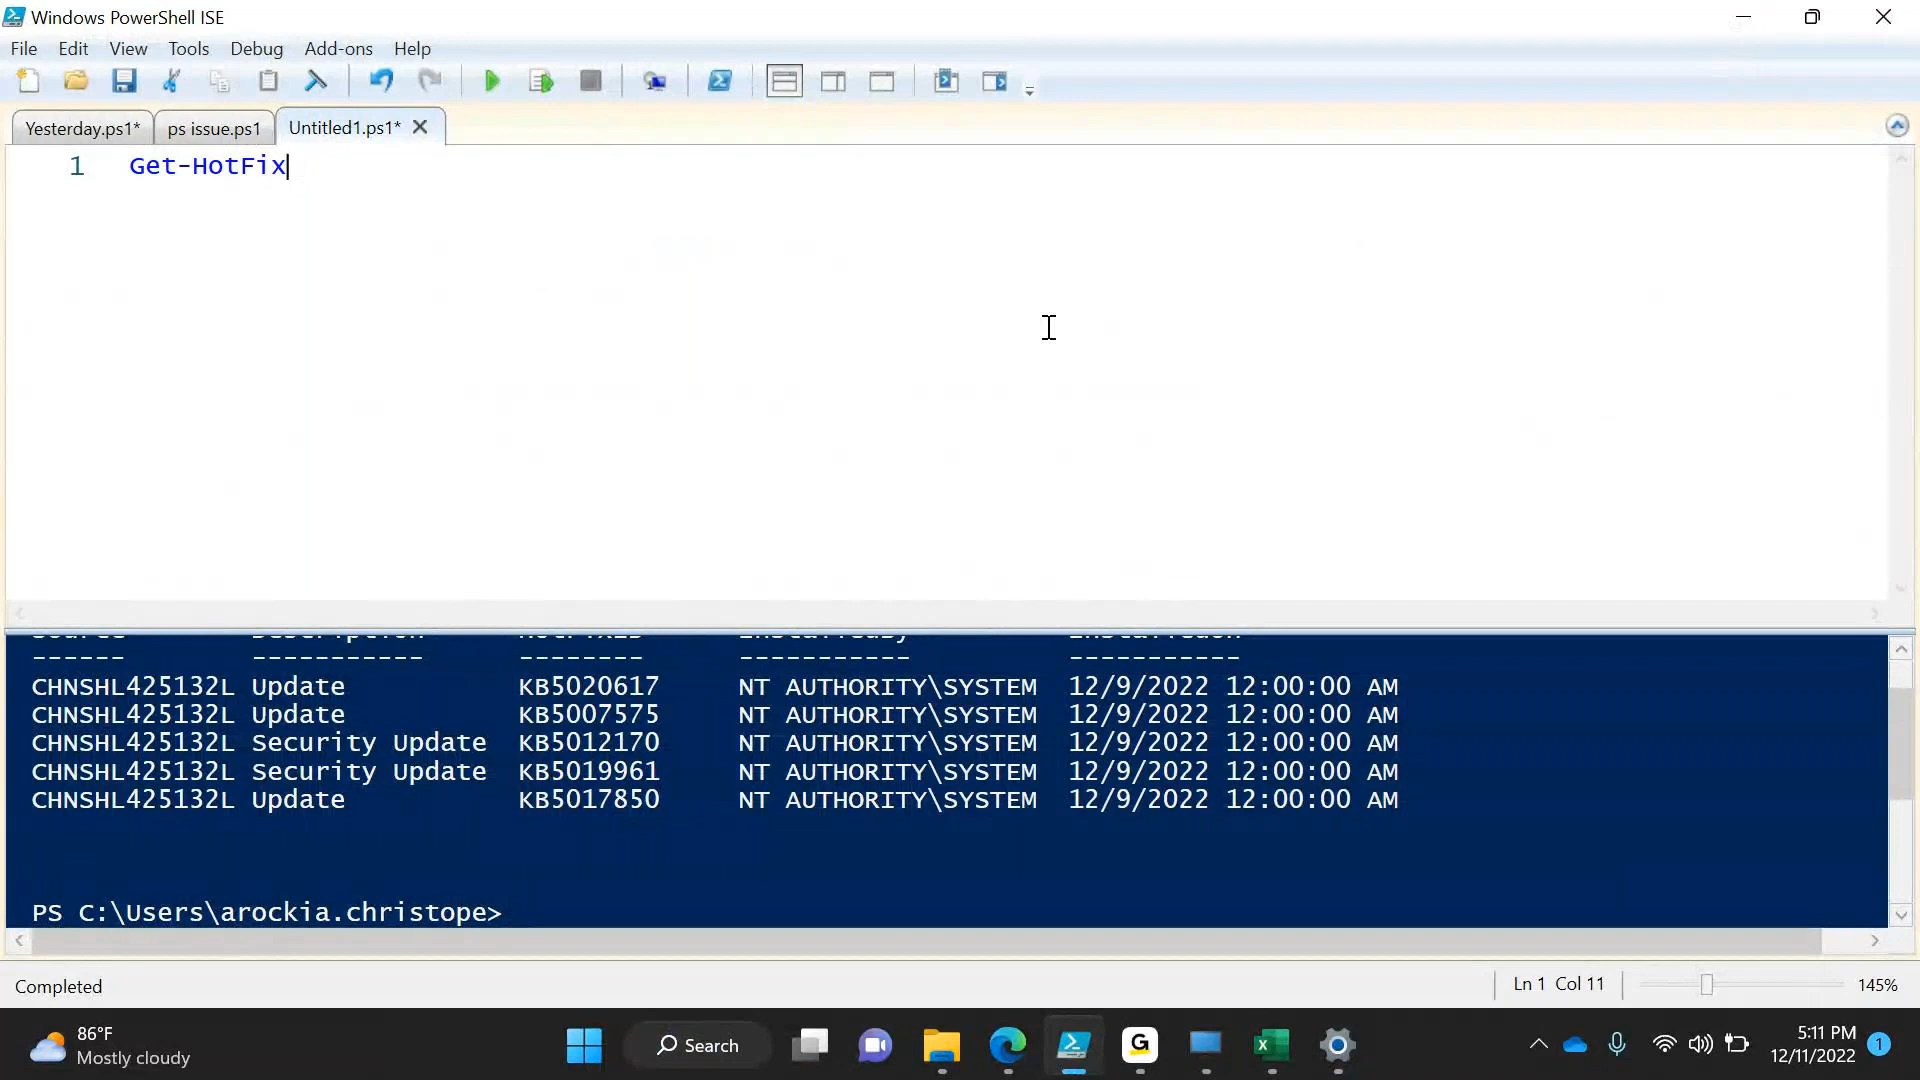 Windows PowerShell ISE
File Edit View Tools Debug Add-ons Help
Yesterday.ps1* ps issue.ps1 Untitled1.ps1*
1 Get-HotFix
Source Description HotFixID InstalledBy InstalledOn
------ ----------- -------- ----------- -----------
CHNSHL425132L Update KB5020617 NT AUTHORITY\SYSTEM 12/9/2022 12:00:00 AM
CHNSHL425132L Update KB5007575 NT AUTHORITY\SYSTEM 12/9/2022 12:00:00 AM
CHNSHL425132L Security Update KB5012170 NT AUTHORITY\SYSTEM 12/9/2022 12:00:00 AM
CHNSHL425132L Security Update KB5019961 NT AUTHORITY\SYSTEM 12/9/2022 12:00:00 AM
CHNSHL425132L Update KB5017850 NT AUTHORITY\SYSTEM 12/9/2022 12:00:00 AM
PS C:\Users\arockia.christope>
Completed Ln 1 Col 11 145%
86°F
Mostly cloudy
Search
G
X
5:11 PM
12/11/2022
1